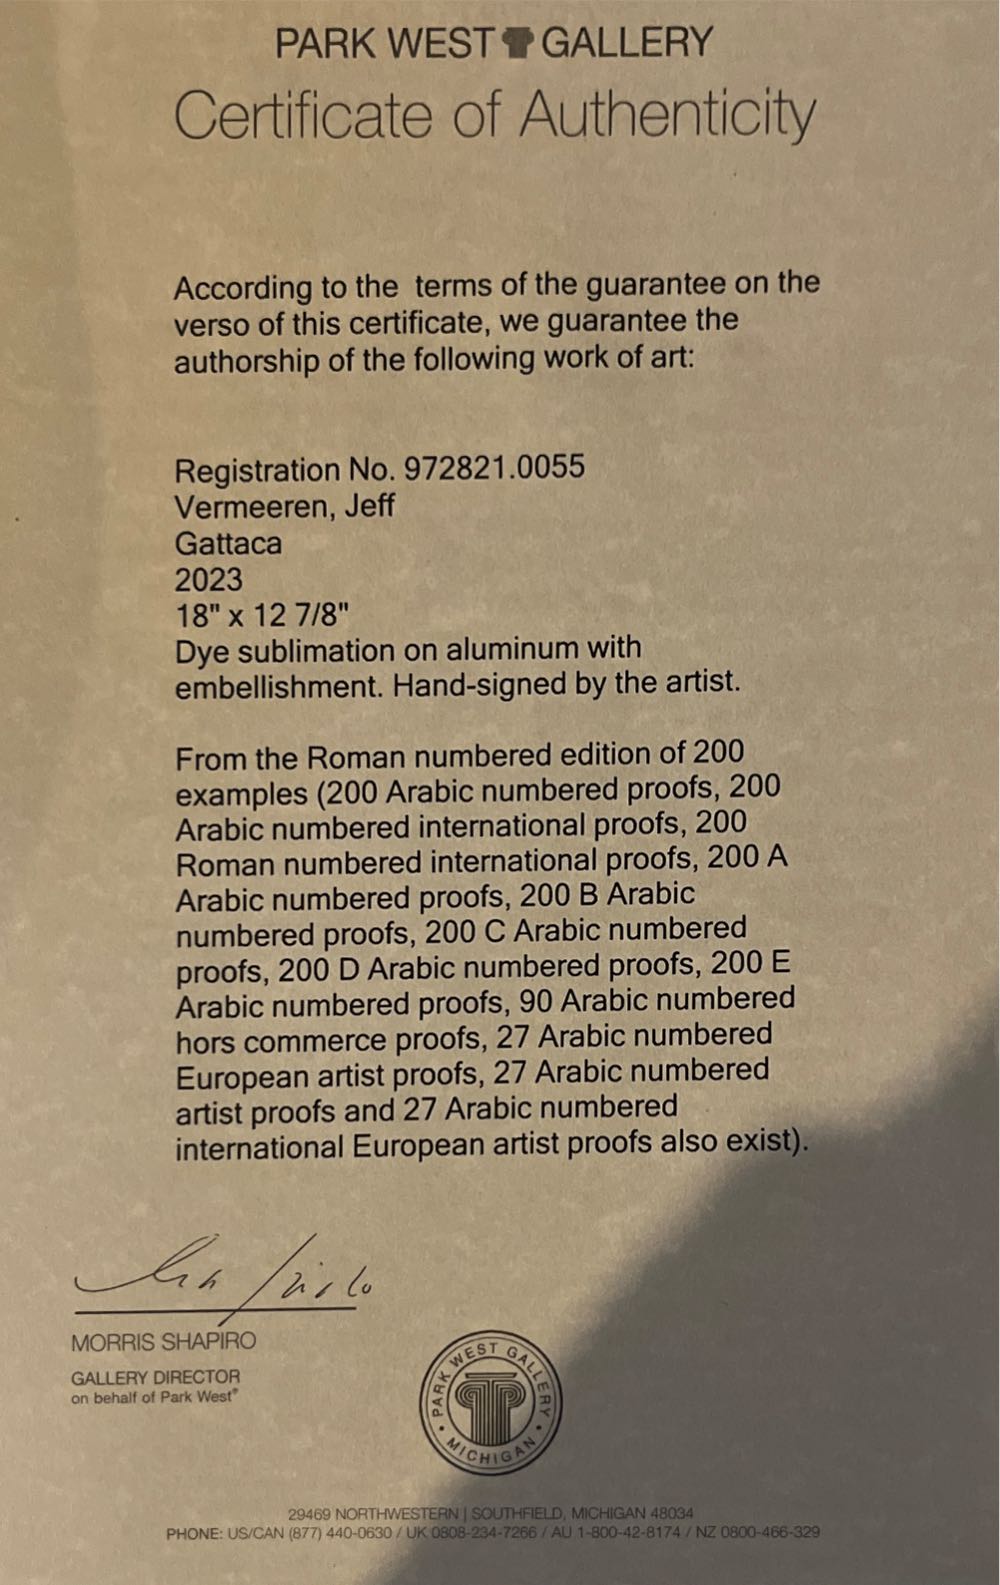 PARK WEST GALLERY
Certificate of Authenticity
According to the terms of the guarantee on the
verso of this certificate, we guarantee the
authorship of the following work of art:
Registration No. 972821.0055
Vermeeren, Jeff
Gattaca
2023
18" x 12 7/8"
Dye sublimation on aluminum with
embellishment. Hand-signed by the artist.
From the Roman numbered edition of 200
examples (200 Arabic numbered proofs, 200
Arabic numbered international proofs, 200
Roman numbered international proofs, 200 A
Arabic numbered proofs, 200 B Arabic
numbered proofs, 200 C Arabic numbered
proofs, 200 D Arabic numbered proofs, 200 E
Arabic numbered proofs, 90 Arabic numbered
hors commerce proofs, 27 Arabic numbered
European artist proofs, 27 Arabic numbered
artist proofs and 27 Arabic numbered
international European artist proofs also exist).
MORRIS SHAPIRO
GALLERY DIRECTOR
on behalf of Park West®
PARK WEST GALLERY
• MICHIGAN •
29469 NORTHWESTERN | SOUTHFIELD, MICHIGAN 48034
PHONE: US/CAN (877) 440-0630 / UK 0808-234-7266 / AU 1-800-42-8174 / NZ 0800-466-329